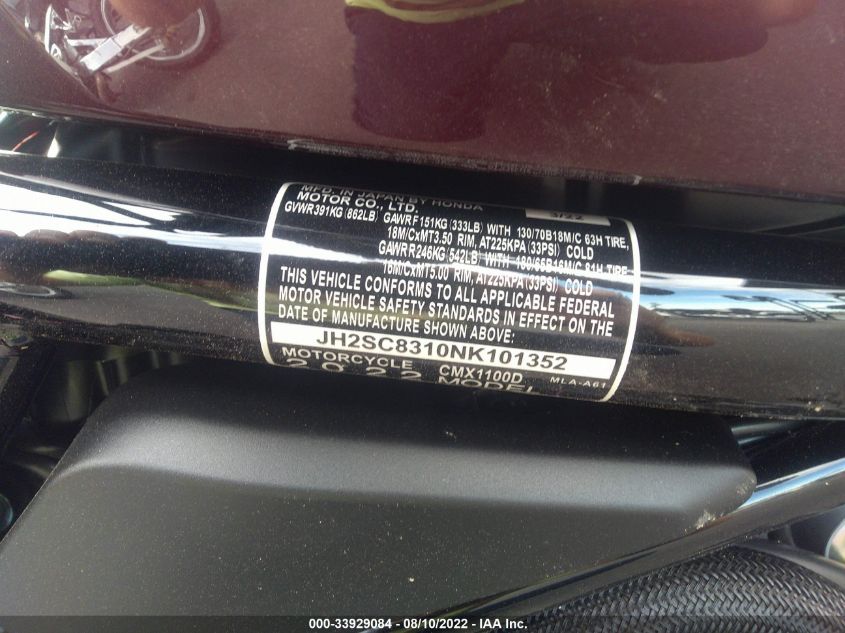 MFD. IN JAPAN BY HONDA
MOTOR CO., LTD. 3/22
GVWR391KG(862LB) GAWR F151KG(333LB) WITH 130/70B18M/C 63H TIRE,
18M/CxMT3.50 RIM, AT225KPA(33PSI) COLD
GAWR R246KG(542LB) WITH 180/65B16M/C 81H TIRE
16M/CxMT5.00 RIM, AT225KPA(33PSI) COLD
THIS VEHICLE CONFORMS TO ALL APPLICABLE FEDERAL
MOTOR VEHICLE SAFETY STANDARDS IN EFFECT ON THE
DATE OF MANUFACTURE SHOWN ABOVE:
JH2SC8310NK101352
MOTORCYCLE CMX1100D MLA-A61
2022 MODEL
000-33929084 - 08/10/2022 - IAA Inc.